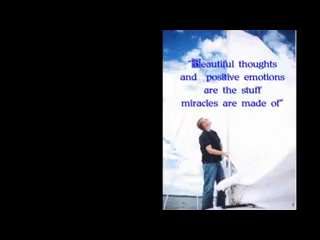 "Beautiful thoughts
and positive emotions
are the stuff
miracles are made of"